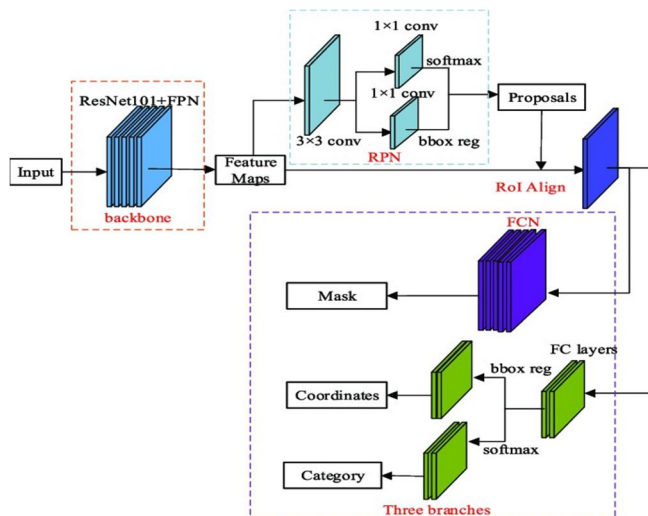 1×1 conv
softmax
ResNet101+FPN
1×1 conv
Proposals
3×3 conv
bbox reg
RPN
Input
Feature
Maps
RoI Align
backbone
FCN
Mask
FC layers
bbox reg
Coordinates
softmax
Category
Three branches